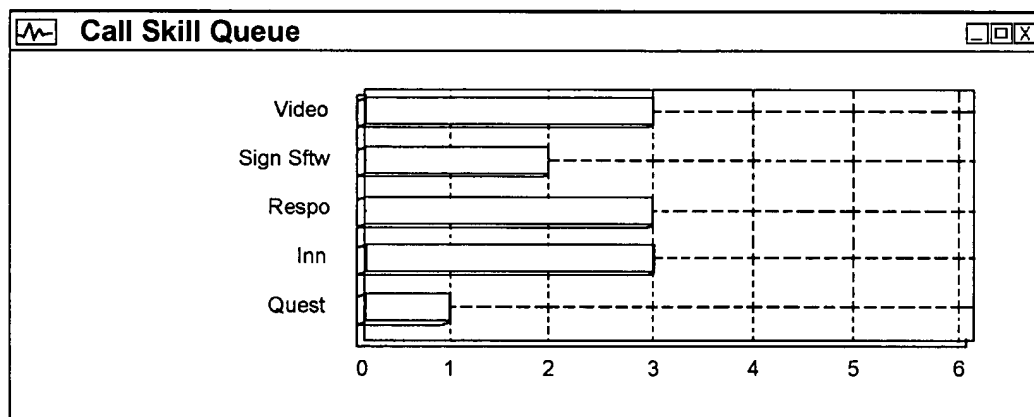 Call Skill Queue
Video
Sign Sftw
Respo
Inn
Quest
0 1 2 3 4 5 6